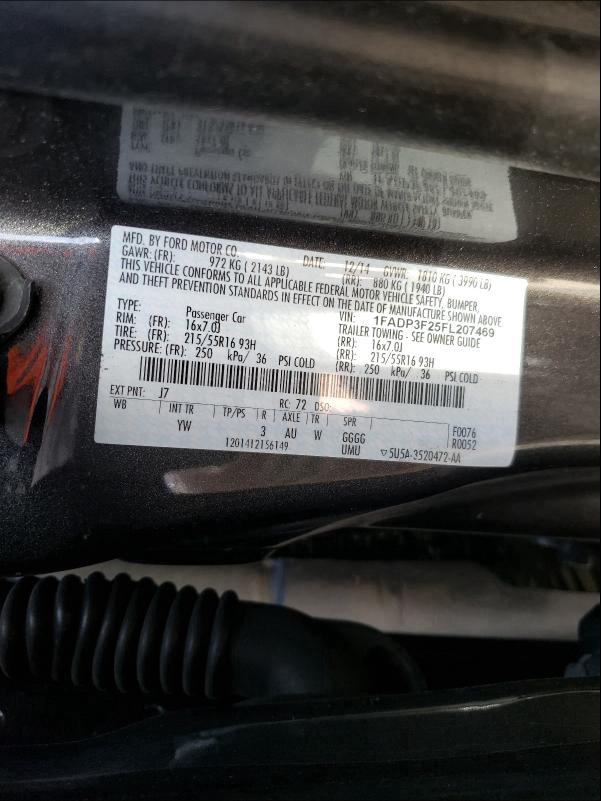 MFD. BY FORD MOTOR CO.
DATE: 12/14 GVWR: 1810 KG ( 3990 LB)
GAWR: (FR): 972 KG ( 2143 LB) (RR): 880 KG ( 1940 LB)
THIS VEHICLE CONFORMS TO ALL APPLICABLE FEDERAL MOTOR VEHICLE SAFETY, BUMPER,
AND THEFT PREVENTION STANDARDS IN EFFECT ON THE DATE OF MANUFACTURE SHOWN ABOVE.
VIN: 1FADP3F25FL207469
TYPE: Passenger Car TRAILER TOWING - SEE OWNER GUIDE
RIM: (FR): 16x7.0J (RR): 16x7.0J
TIRE: (FR): 215/55R16 93H (RR): 215/55R16 93H
PRESS: (FR): 250 kPa/ 36 PSI COLD (RR): 250 kPa/ 36 PSI COLD
EXT PNT: J7 RC: 72 DSO:
WB INT TR TP/PS R AXLE TR SPR F0076
YW 3 AU W GGGG R0052
1201412156149 UMU ▽5U5A-3520472-AA